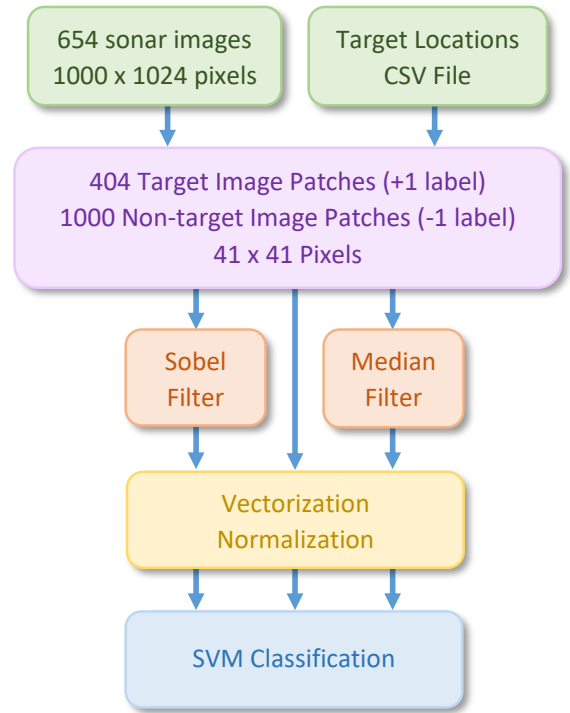 654 sonar images
1000 x 1024 pixels
Target Locations
CSV File
404 Target Image Patches (+1 label)
1000 Non-target Image Patches (-1 label)
41 x 41 Pixels
Sobel
Filter
Median
Filter
Vectorization
Normalization
SVM Classification